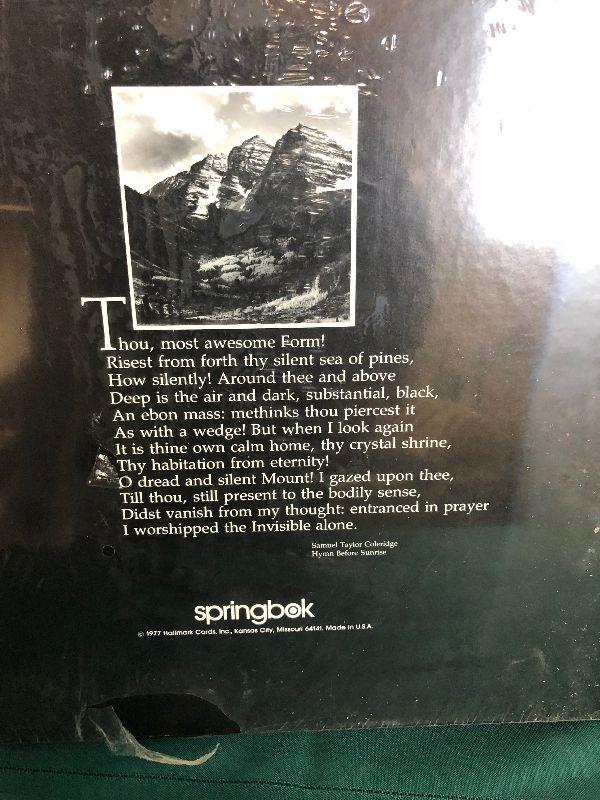 Thou, most awesome Form!
Risest from forth thy silent sea of pines,
How silently! Around thee and above
Deep is the air and dark, substantial, black,
An ebon mass: methinks thou piercest it
As with a wedge! But when I look again
It is thine own calm home, thy crystal shrine,
Thy habitation from eternity!
O dread and silent Mount! I gazed upon thee,
Till thou, still present to the bodily sense,
Didst vanish from my thought: entranced in prayer
I worshipped the Invisible alone.
Samuel Taylor Coleridge
Hymn Before Sunrise
springbok
© 1977 Hallmark Cards, Inc., Kansas City, Missouri 64141. Made in U.S.A.